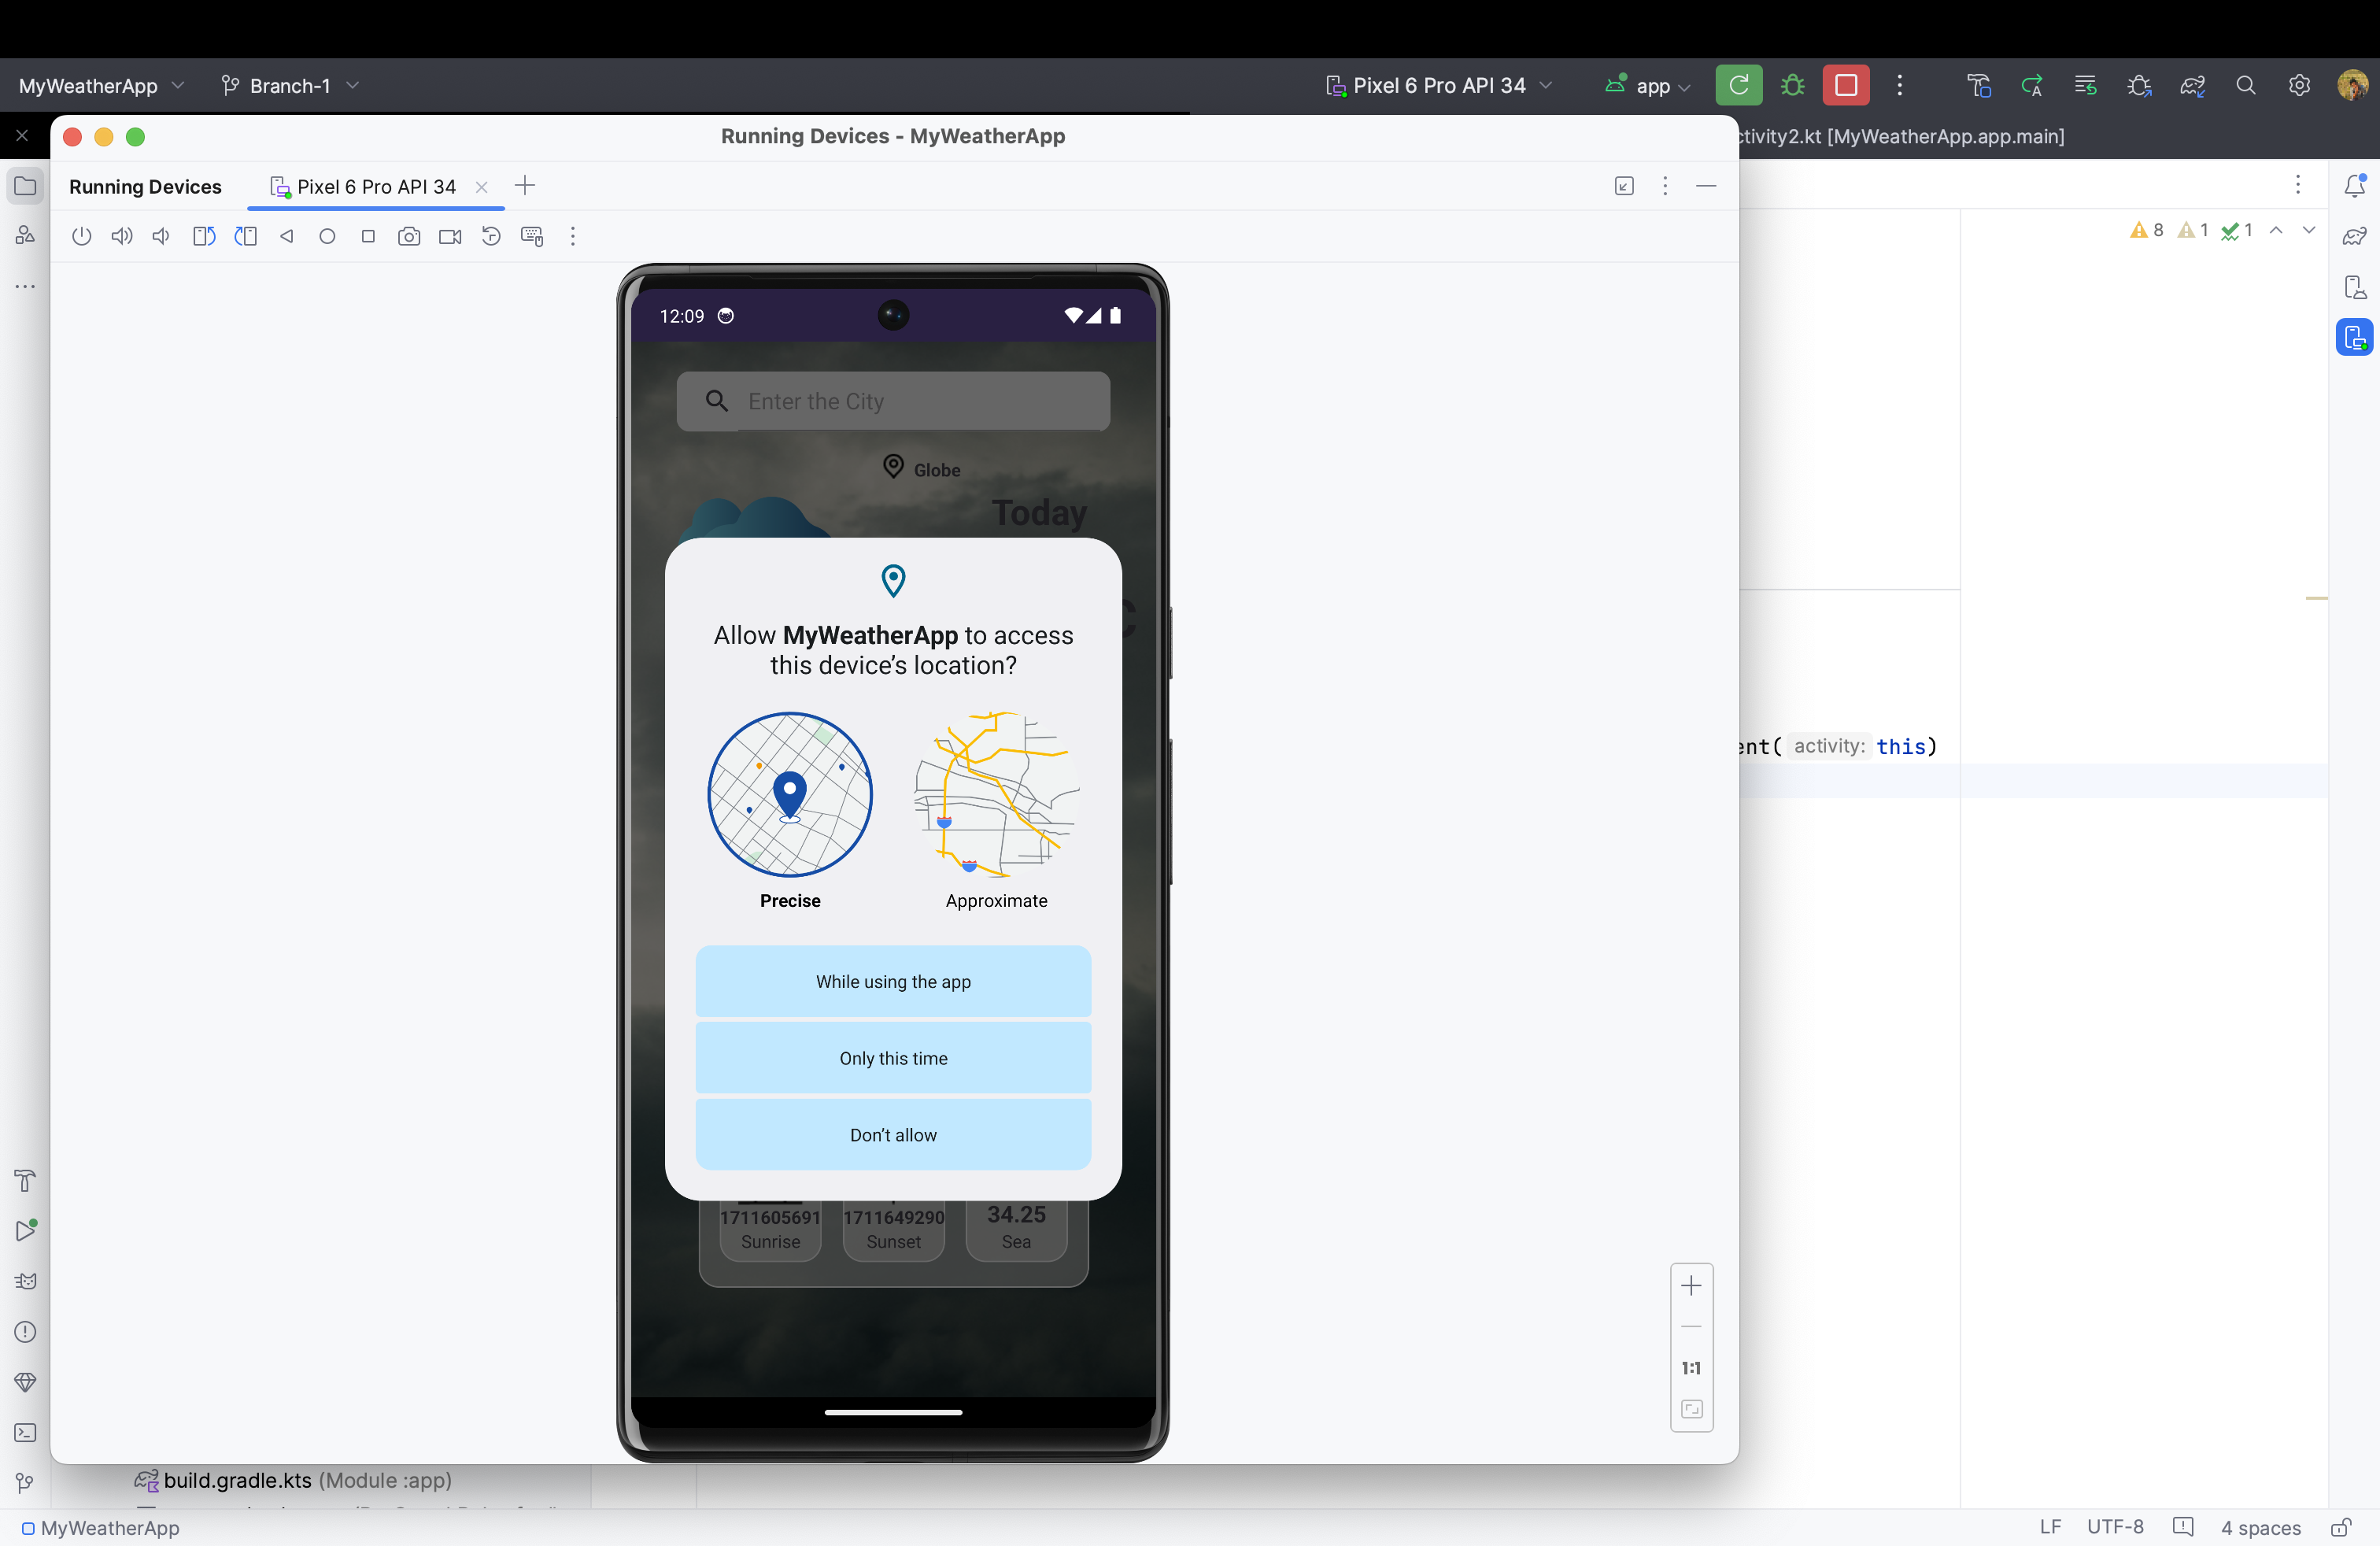 MyWeatherApp
Branch-1
Pixel 6 Pro API 34
app
Running Devices - MyWeatherApp
ctivity2.kt [MyWeatherApp.app.main]
Running Devices
Pixel 6 Pro API 34
8
1
1
12:09
Enter the City
Globe
Today
Allow MyWeatherApp to access
this device’s location?
ent( activity: this)
Precise
Approximate
While using the app
Only this time
Don’t allow
1711605691
1711649290
34.25
Sunrise
Sunset
Sea
1:1
build.gradle.kts (Module :app)
MyWeatherApp
LF
UTF-8
4 spaces